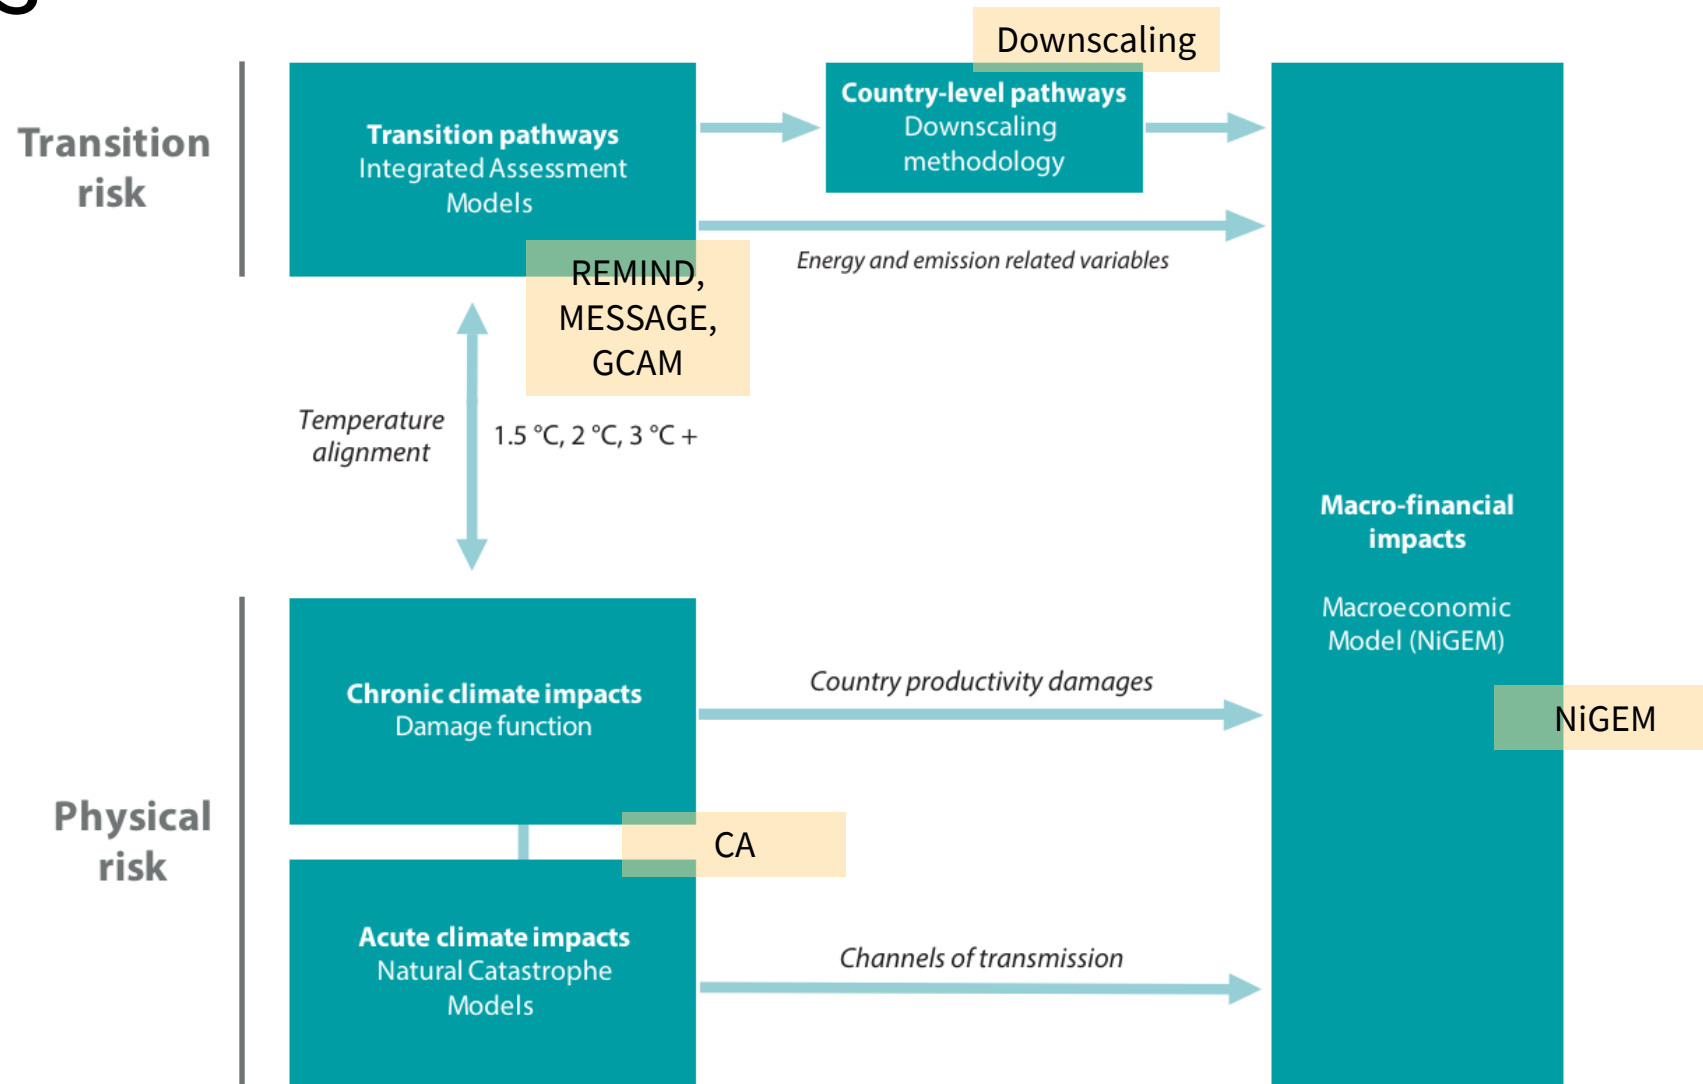 Downscaling
Transition
risk
Transition pathways
Integrated Assessment
Models
Country-level pathways
Downscaling
methodology
Energy and emission related variables
REMIND,
MESSAGE,
GCAM
Temperature
alignment
1.5 °C, 2 °C, 3 °C +
Macro-financial
impacts
Macroeconomic
Model (NiGEM)
NiGEM
Physical
risk
Chronic climate impacts
Damage function
Country productivity damages
CA
Acute climate impacts
Natural Catastrophe
Models
Channels of transmission